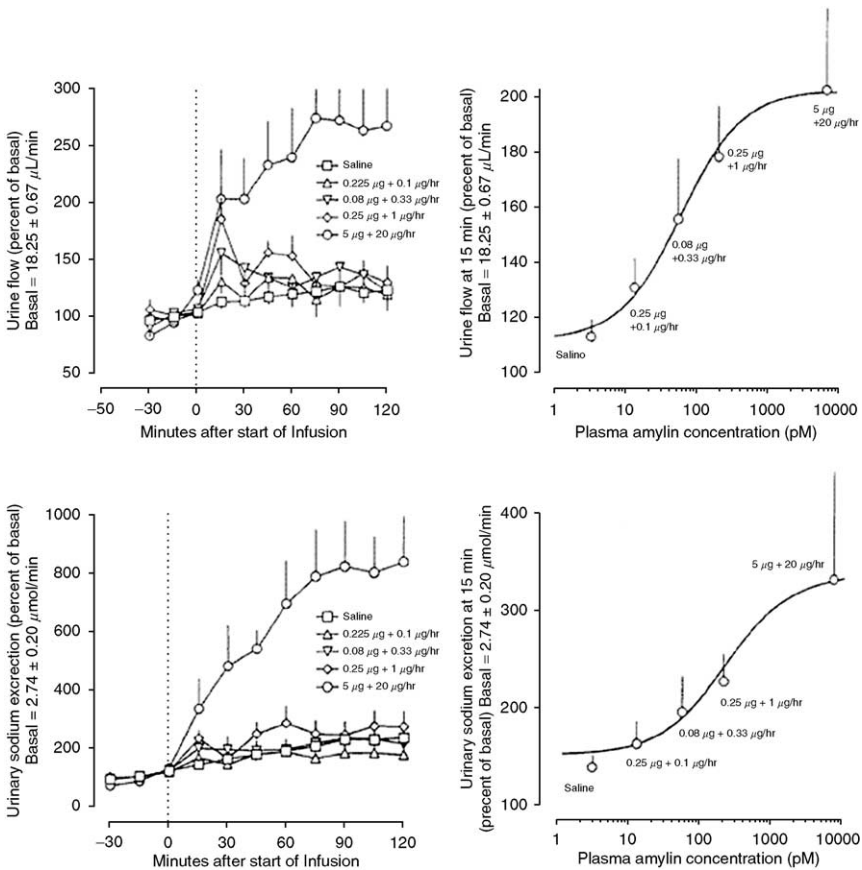 Urine flow (percent of basal)
Basal = 18.25 ± 0.67 µL/min
300
250
200
150
100
50
−50
−30
0
30
60
90
120
Minutes after start of Infusion
Saline
0.225 µg + 0.1 µg/hr
0.08 µg + 0.33 µg/hr
0.25 µg + 1 µg/hr
5 µg + 20 µg/hr
Urine flow at 15 min (precent of basal)
Basal = 18.25 ± 0.67 µL/min
200
180
160
140
120
100
5 µg
+20 µg/hr
0.25 µg
+1 µg/hr
0.08 µg
+0.33 µg/hr
0.25 µg
+0.1 µg/hr
Salino
1
10
100
1000
10000
Plasma amylin concentration (pM)
Urinary sodium excrection (percent of basal)
Basal = 2.74 ± 0.20 µmol/min
1000
800
600
400
200
0
−30
0
30
60
90
120
Minutes after start of Infusion
Saline
0.225 µg + 0.1 µg/hr
0.08 µg + 0.33 µg/hr
0.25 µg + 1 µg/hr
5 µg + 20 µg/hr
Urinary sodium excretion at 15 min
(precent of basal) Basal = 2.74 ± 0.20 µmol/min
400
300
200
100
5 µg + 20 µg/hr
0.25 µg + 1 µg/hr
0.08 µg + 0.33 µg/hr
0.25 µg + 0.1 µg/hr
Saline
1
10
100
1000
10000
Plasma amylin concentration (pM)